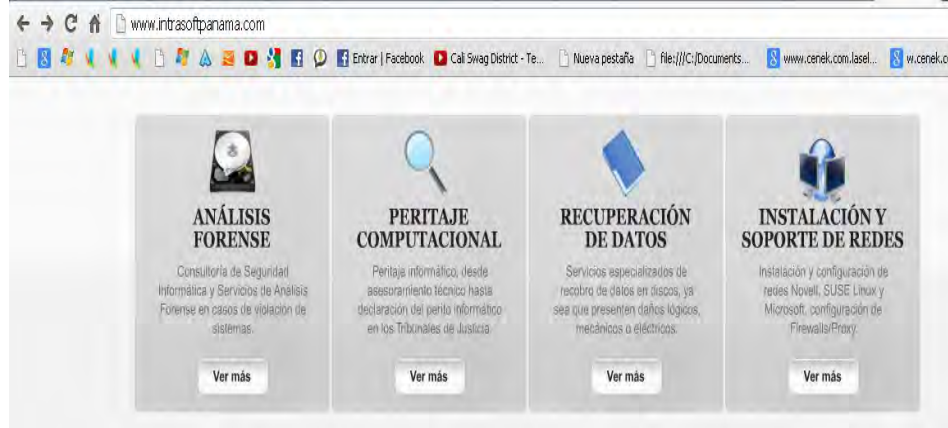 www.intrasoftpanama.com
Entrar | Facebook
Cali Swag District - Te...
Nueva pestaña
file:///C:/Documents...
www.cenek.com.lasel...
w.cenek.c
ANÁLISIS
FORENSE
Consultoría de Seguridad
Informática y Servicios de Análisis
Forense en casos de violación de
sistemas.
Ver más
PERITAJE
COMPUTACIONAL
Peritaje informático, desde
asesoramiento técnico hasta
declaración del perito informático
en los Tribunales de Justicia.
Ver más
RECUPERACIÓN
DE DATOS
Servicios especializados de
recobro de datos en discos, ya
sea que presenten daños lógicos,
mecánicos o eléctricos.
Ver más
INSTALACIÓN Y
SOPORTE DE REDES
Instalación y configuración de
redes Novell, SUSE Linux y
Microsoft, configuración de
Firewalls/Proxy.
Ver más